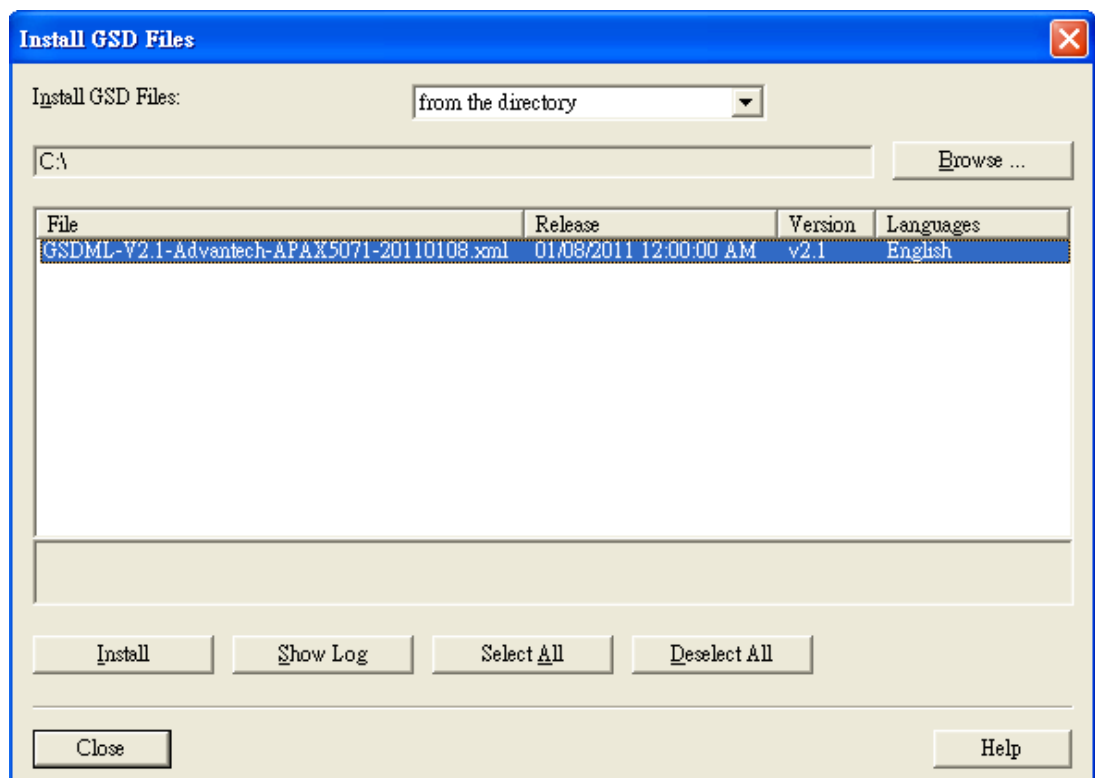 Install GSD Files
Install GSD Files: from the directory
C:\ Browse ...
File Release Version Languages
GSDML-V2.1-Advantech-APAX5071-20110108.xml 01/08/2011 12:00:00 AM v2.1 English
Install Show Log Select All Deselect All
Close Help